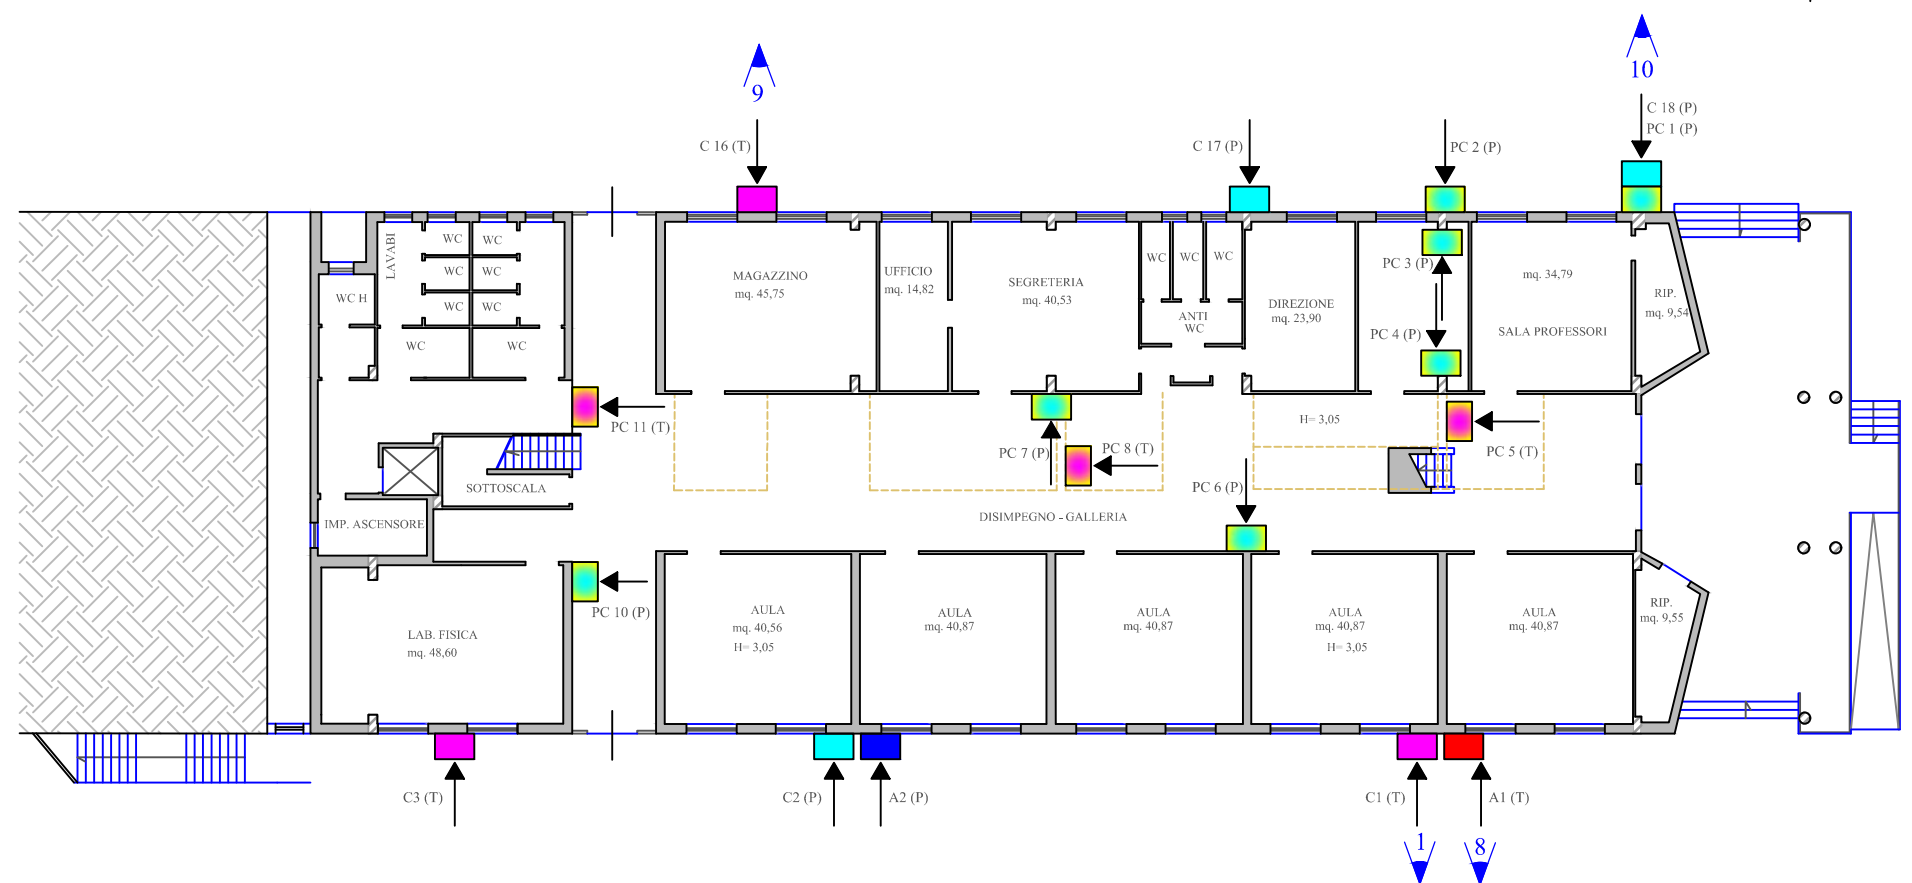 10
9
C 18 (P)
PC 1 (P)
C 16 (T)
C 17 (P)
PC 2 (P)
LAVABI
WC
WC
WC
WC
WC
WC
WC
WC
WC H
MAGAZZINO
mq. 45,75
UFFICIO
mq. 14,82
SEGRETERIA
mq. 40,53
WC
WC
WC
ANTI
WC
DIREZIONE
mq. 23,90
PC 3 (P)
PC 4 (P)
mq. 34,79
SALA PROFESSORI
RIP.
mq. 9,54
PC 11 (T)
PC 7 (P)
PC 8 (T)
H= 3,05
PC 5 (T)
SOTTOSCALA
PC 6 (P)
IMP. ASCENSORE
DISIMPEGNO - GALLERIA
PC 10 (P)
LAB. FISICA
mq. 48,60
AULA
mq. 40,56
H= 3,05
AULA
mq. 40,87
AULA
mq. 40,87
AULA
mq. 40,87
H= 3,05
AULA
mq. 40,87
RIP.
mq. 9,55
C3 (T)
C2 (P)
A2 (P)
C1 (T)
A1 (T)
1
8